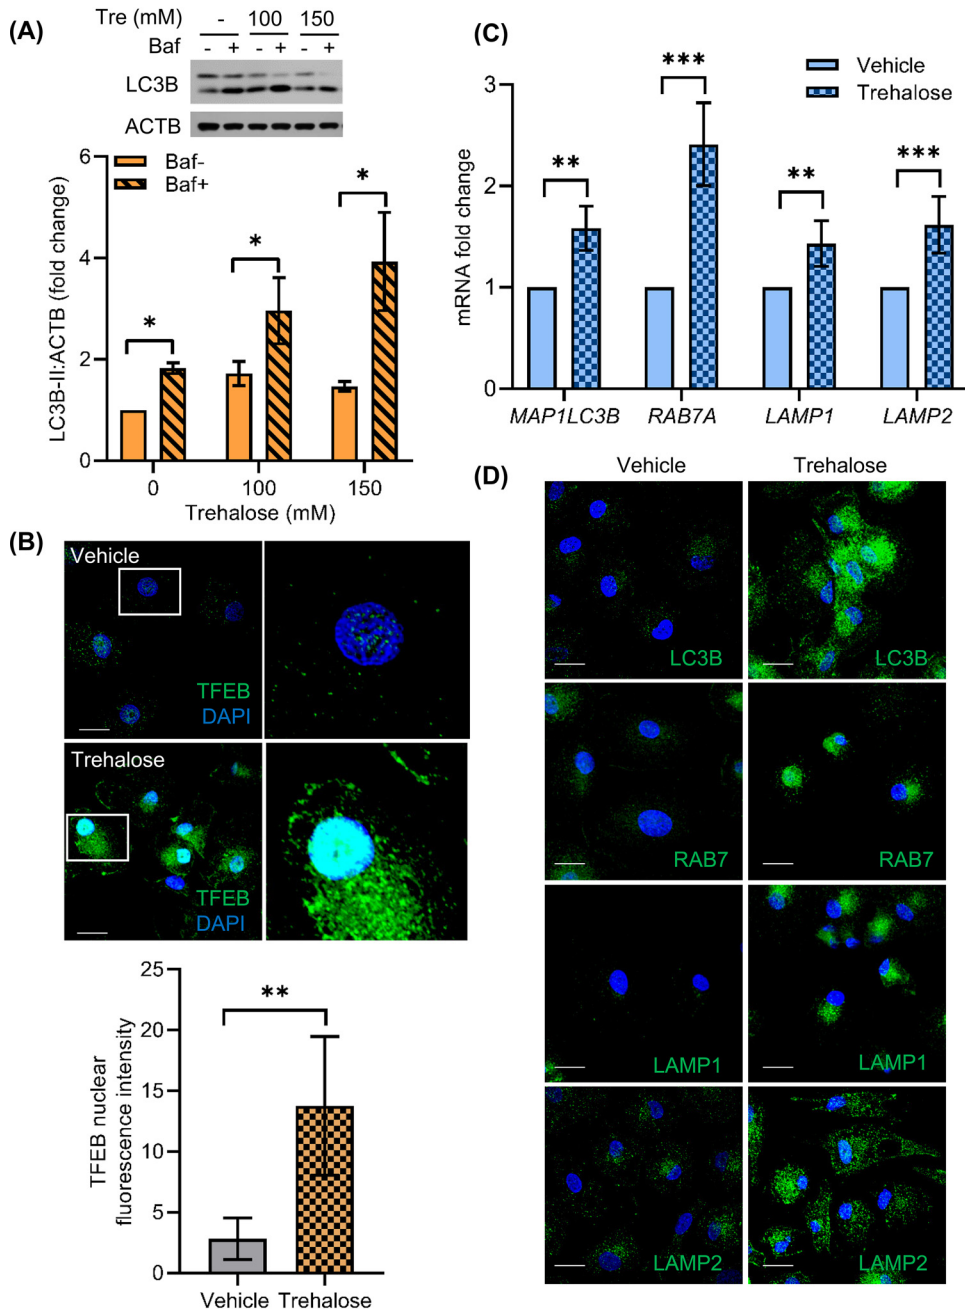 (A)
Tre (mM) - 100 150
Baf - + - + - +
LC3B
ACTB
Baf-
Baf+
LC3B-II:ACTB (fold change)
6
4
2
0
* * *
0 100 150
Trehalose (mM)
(B)
Vehicle
TFEB
DAPI
Trehalose
TFEB
DAPI
TFEB nuclear
fluorescence intensity
25
20
15
10
5
0
**
Vehicle Trehalose
(C)
Vehicle
Trehalose
mRNA fold change
3
2
1
0
** *** ** ***
MAP1LC3B RAB7A LAMP1 LAMP2
(D)
Vehicle Trehalose
LC3B LC3B
RAB7 RAB7
LAMP1 LAMP1
LAMP2 LAMP2